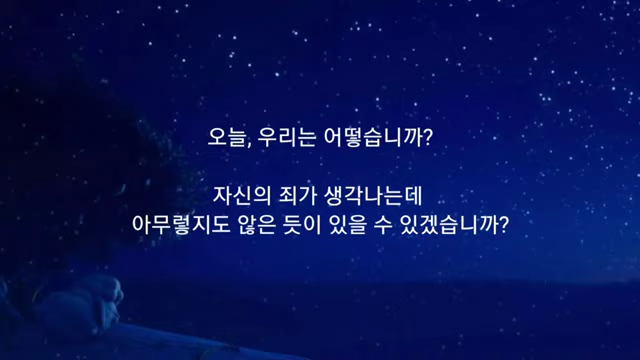 오늘, 우리는 어떻습니까?
자신의 죄가 생각나는데
아무렇지도 않은 듯이 있을 수 있겠습니까?